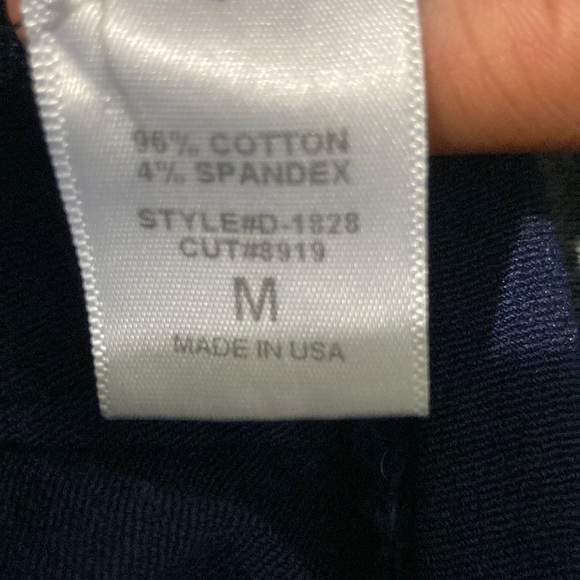 96% COTTON
4% SPANDEX
STYLE#D-1828
CUT#8919
M
MADE IN USA